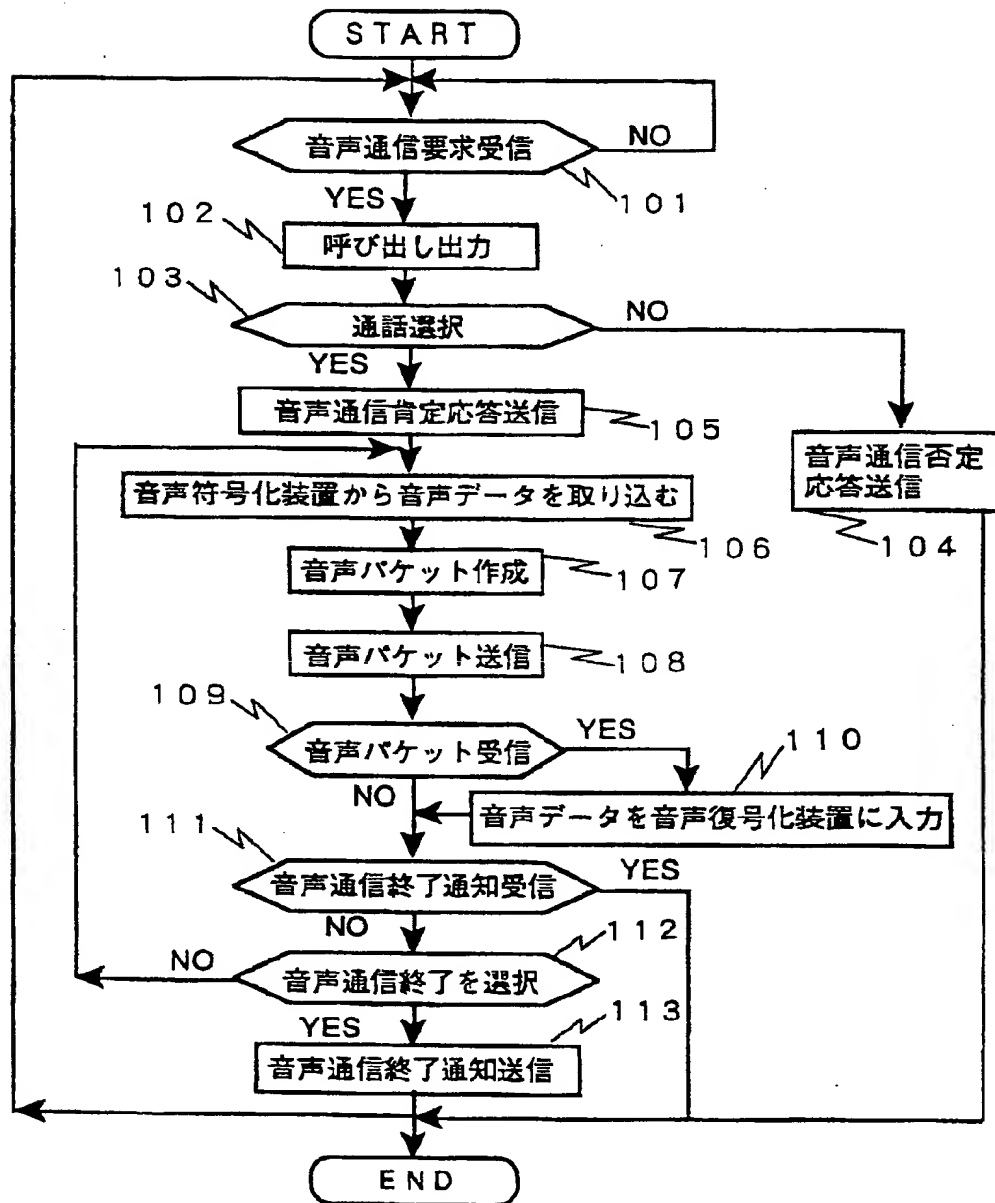 START
音声通信要求受信
NO
101
YES
102
呼び出し出力
103
通話選択
NO
YES
音声通信肯定応答送信
105
音声通信否定
応答送信
104
音声符号化装置から音声データを取り込む
106
音声パケット作成
107
音声パケット送信
108
109
音声パケット受信
YES
110
NO
音声データを音声復号化装置に入力
111
音声通信終了通知受信
YES
NO
112
NO
音声通信終了を選択
YES
113
音声通信終了通知送信
END